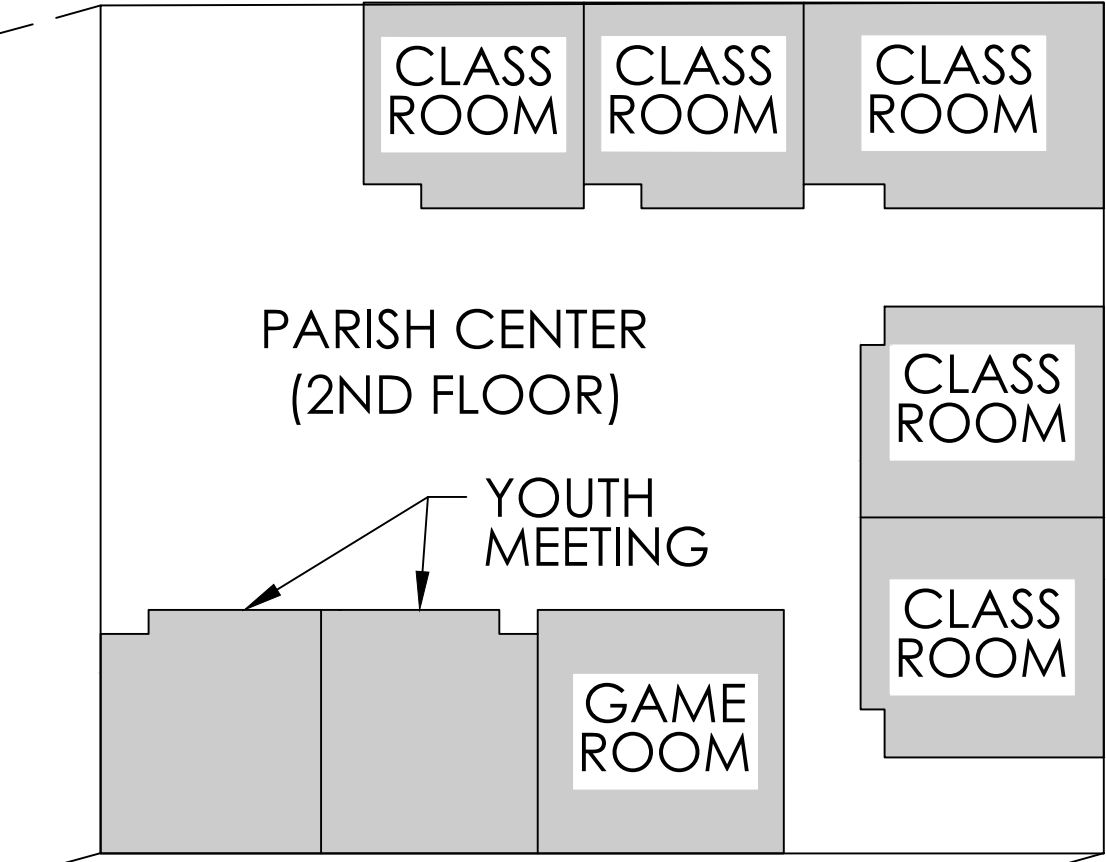 CLASS
ROOM
CLASS
ROOM
CLASS
ROOM
PARISH CENTER
(2ND FLOOR)
CLASS
ROOM
YOUTH
MEETING
CLASS
ROOM
GAME
ROOM